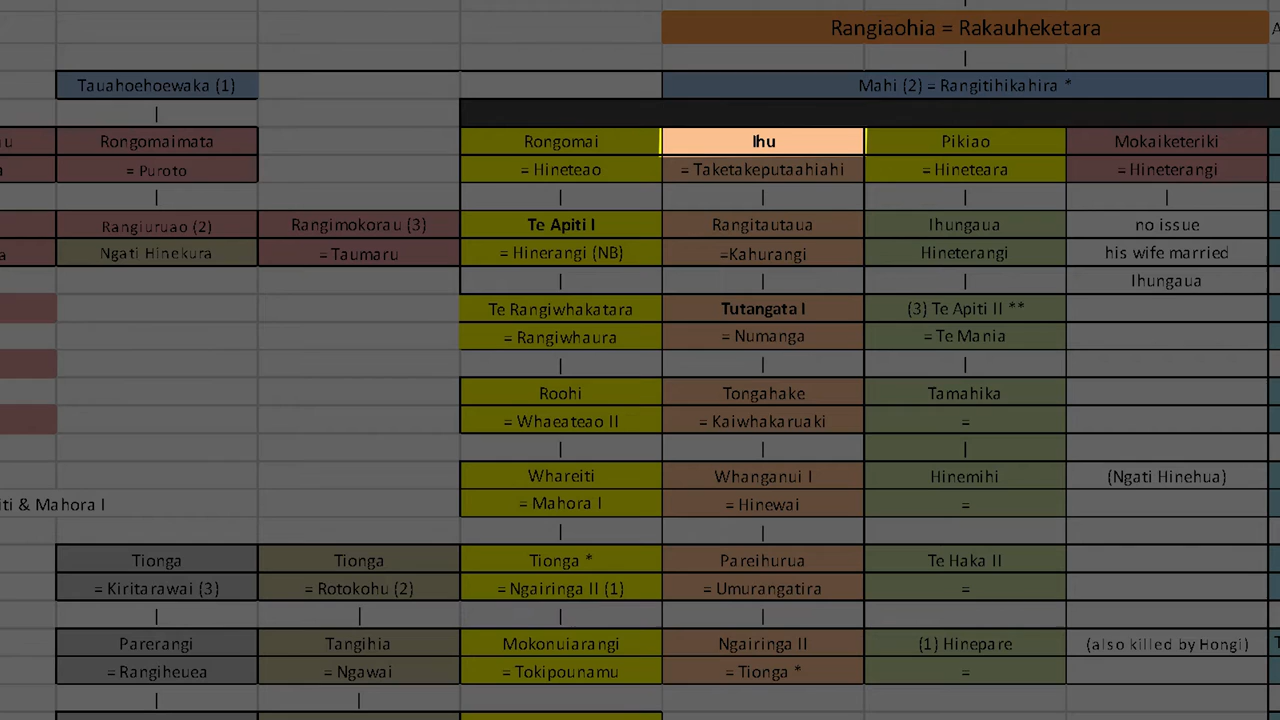 Rangiaohia = Rakauheketara
Tauahoehoewaka (1) Mahi (2) = Rangitihikahira *
Rongomaimata Rongomai Ihu Pikiao Mokaiketeriki
= Puroto = Hineteao = Taketakeputaahiahi = Hineteara = Hineterangi
Rangiuruao (2) Rangimokorau (3) Te Apiti I Rangitautaua Ihungaua no issue
Ngati Hinekura = Taumaru = Hinerangi (NB) =Kahurangi Hineterangi his wife married
Ihungaua
Te Rangiwhakatara Tutangata I (3) Te Apiti II **
= Rangiwhaura = Numanga = Te Mania
Roohi Tongahake Tamahika
= Whaeateao II = Kaiwhakaruaki =
Whareiti Whanganui I Hinemihi (Ngati Hinehua)
iti & Mahora I = Mahora I = Hinewai =
Tionga Tionga Tionga * Pareihurua Te Haka II
= Kiritarawai (3) = Rotokohu (2) = Ngairinga II (1) = Umurangatira =
Parerangi Tangihia Mokonuiarangi Ngairinga II (1) Hinepare (also killed by Hongi)
= Rangiheuea = Ngawai = Tokipounamu = Tionga * =